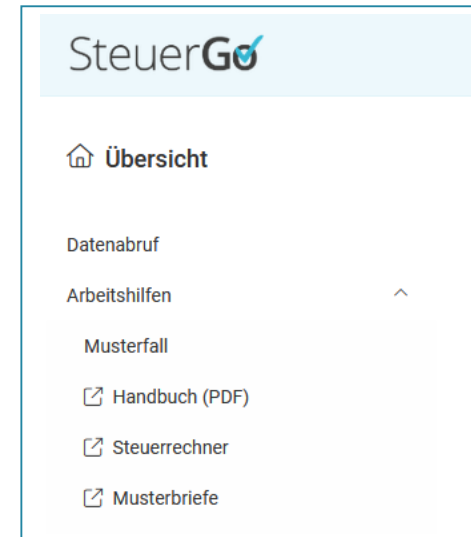 SteuerGo
Übersicht
Datenabruf
Arbeitshilfen
Musterfall
Handbuch (PDF)
Steuerrechner
Musterbriefe